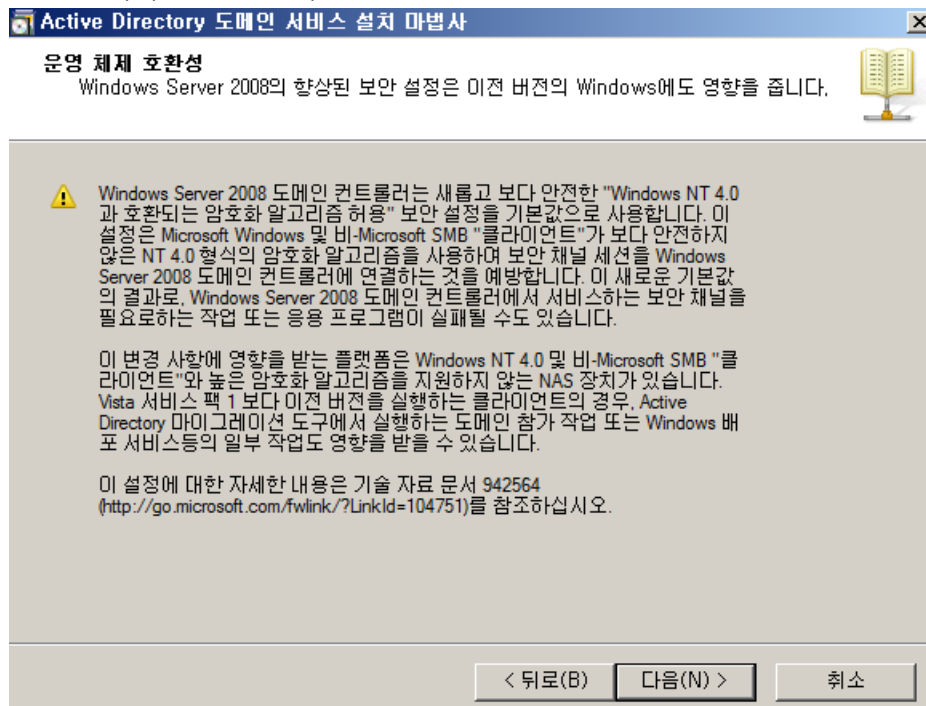 Active Directory 도메인 서비스 설치 마법사
운영 체제 호환성
Windows Server 2008의 향상된 보안 설정은 이전 버전의 Windows에도 영향을 줍니다.
Windows Server 2008 도메인 컨트롤러는 새롭고 보다 안전한 "Windows NT 4.0
과 호환되는 암호화 알고리즘 허용" 보안 설정을 기본값으로 사용합니다. 이
설정은 Microsoft Windows 및 비-Microsoft SMB "클라이언트"가 보다 안전하지
않은 NT 4.0 형식의 암호화 알고리즘을 사용하여 보안 채널 세션을 Windows
Server 2008 도메인 컨트롤러에 연결하는 것을 예방합니다. 이 새로운 기본값
의 결과로, Windows Server 2008 도메인 컨트롤러에서 서비스하는 보안 채널을
필요로하는 작업 또는 응용 프로그램이 실패될 수도 있습니다.
이 변경 사항에 영향을 받는 플랫폼은 Windows NT 4.0 및 비-Microsoft SMB "클
라이언트"와 높은 암호화 알고리즘을 지원하지 않는 NAS 장치가 있습니다.
Vista 서비스 팩 1 보다 이전 버전을 실행하는 클라이언트의 경우, Active
Directory 마이그레이션 도구에서 실행하는 도메인 참가 작업 또는 Windows 배
포 서비스등의 일부 작업도 영향을 받을 수 있습니다.
이 설정에 대한 자세한 내용은 기술 자료 문서 942564
(http://go.microsoft.com/fwlink/?LinkId=104751)를 참조하십시오.
< 뒤로(B) 다음(N) > 취소